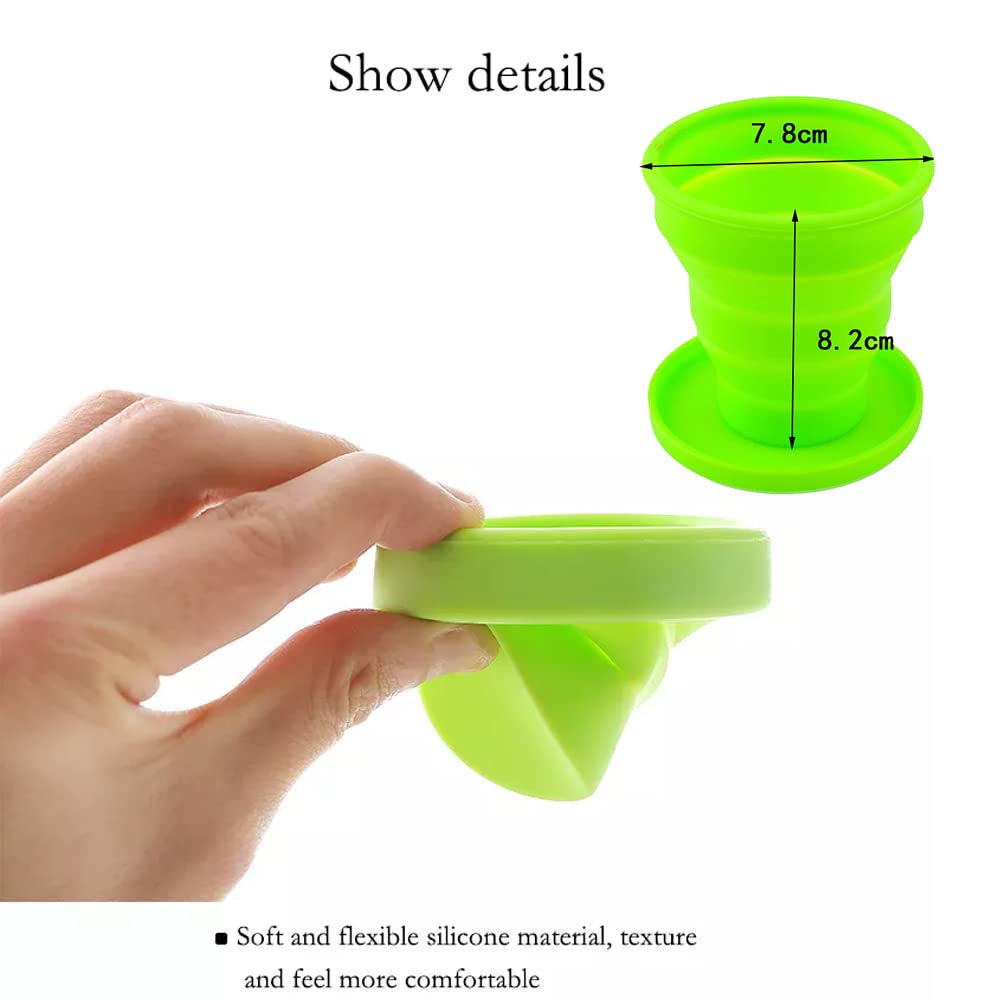 Show details
7.8cm
8.2cm
Soft and flexible silicone material, texture
and feel more comfortable